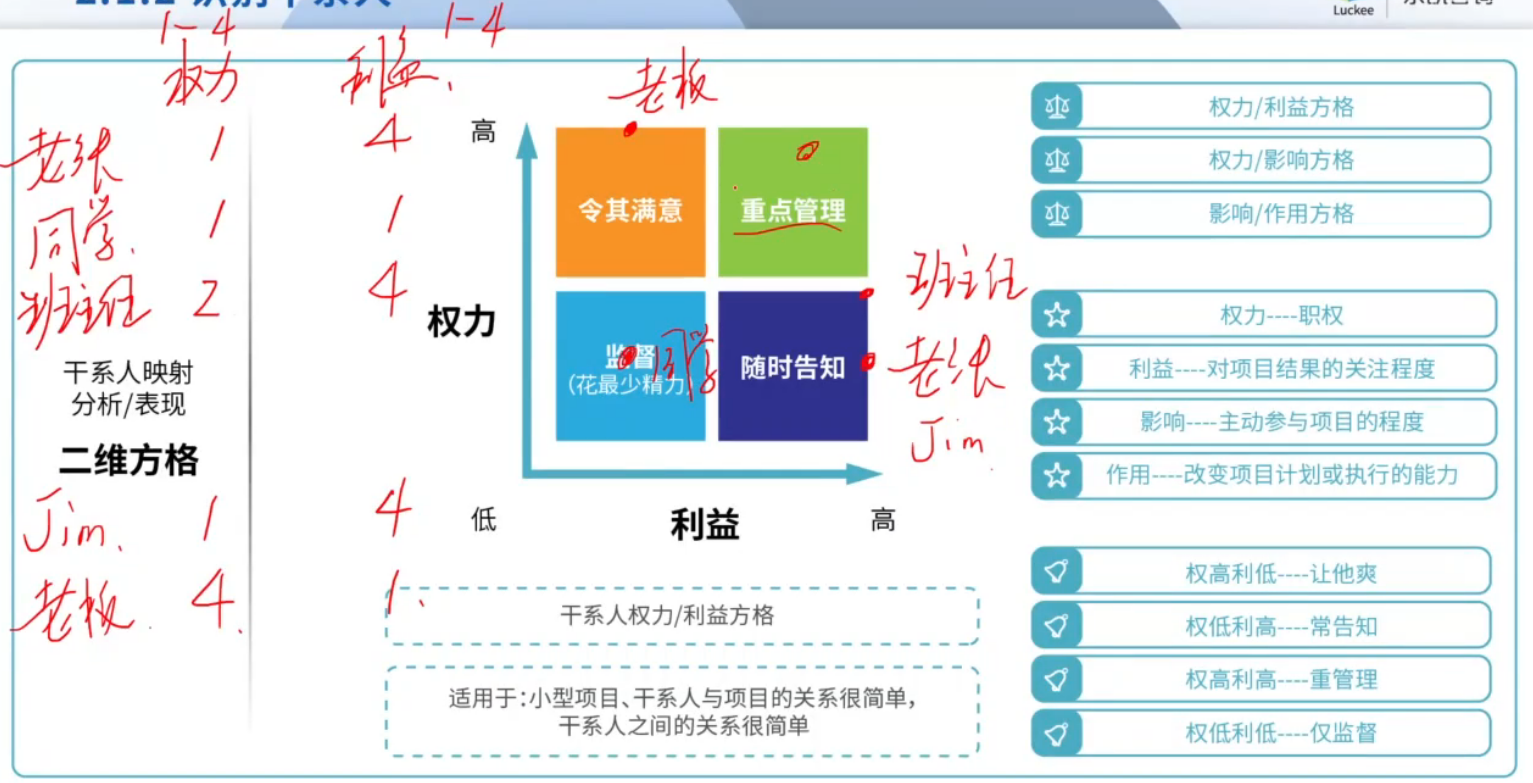 Luckee
1-4
1-4
权力
利益、
老板
老张 1 4
同学. 1 1
班主任 2 4
干系人映射
分析/表现
二维方格
Jim、 1 4
老板. 4. 1.
高
令其满意
重点管理
权力
监督
(花最少精力)
同学
随时告知
班主任
老张
Jim
低
利益
高
干系人权力/利益方格
适用于：小型项目、干系人与项目的关系很简单，
干系人之间的关系很简单
权力/利益方格
权力/影响方格
影响/作用方格
权力----职权
利益----对项目结果的关注程度
影响----主动参与项目的程度
作用----改变项目计划或执行的能力
权高利低----让他爽
权低利高----常告知
权高利高----重管理
权低利低----仅监督